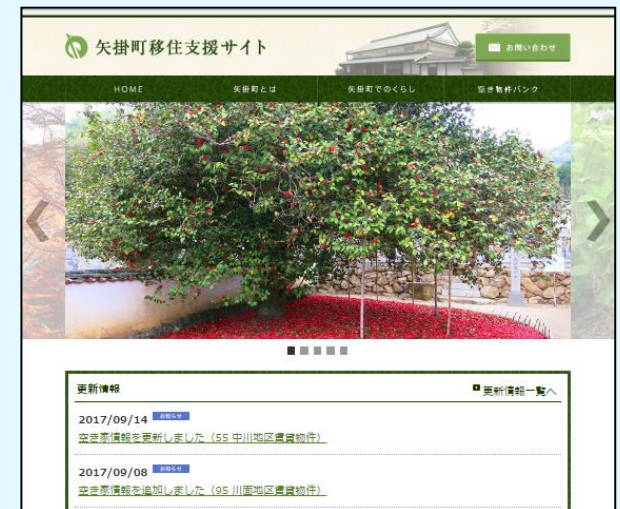 矢掛町移住支援サイト
お問い合わせ
HOME
矢掛町とは
矢掛町でのくらし
空き物件バンク
更新情報
更新情報一覧へ
2017/09/14 お知らせ
空き家情報を更新しました（55 中川地区賃貸物件）
2017/09/08 お知らせ
空き家情報を追加しました（95 川面地区賃貸物件）